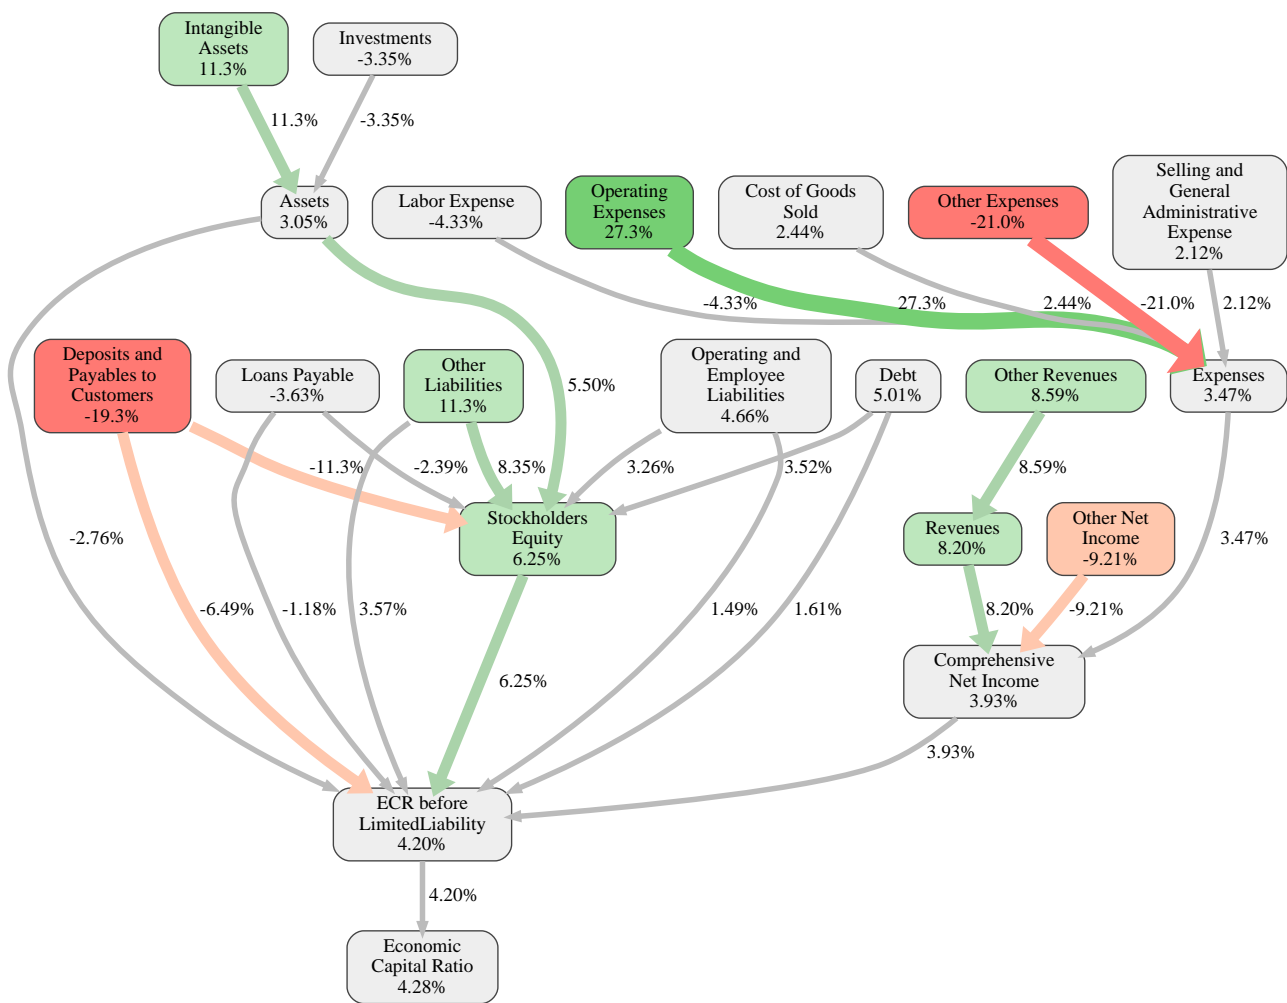 Intangible
Assets
11.3%
Investments
-3.35%
11.3%
-3.35%
Assets
3.05%
Labor Expense
-4.33%
Operating
Expenses
27.3%
Cost of Goods
Sold
2.44%
Other Expenses
-21.0%
Selling and
General
Administrative
Expense
2.12%
-4.33%
27.3%
2.44%
-21.0%
2.12%
Deposits and
Payables to
Customers
-19.3%
Loans Payable
-3.63%
Other
Liabilities
11.3%
5.50%
Operating and
Employee
Liabilities
4.66%
Debt
5.01%
Other Revenues
8.59%
Expenses
3.47%
-11.3%
-2.39%
8.35%
3.26%
3.52%
8.59%
Stockholders
Equity
6.25%
Revenues
8.20%
Other Net
Income
-9.21%
-2.76%
3.47%
-6.49%
-1.18%
3.57%
1.49%
1.61%
8.20%
-9.21%
6.25%
Comprehensive
Net Income
3.93%
3.93%
ECR before
LimitedLiability
4.20%
4.20%
Economic
Capital Ratio
4.28%